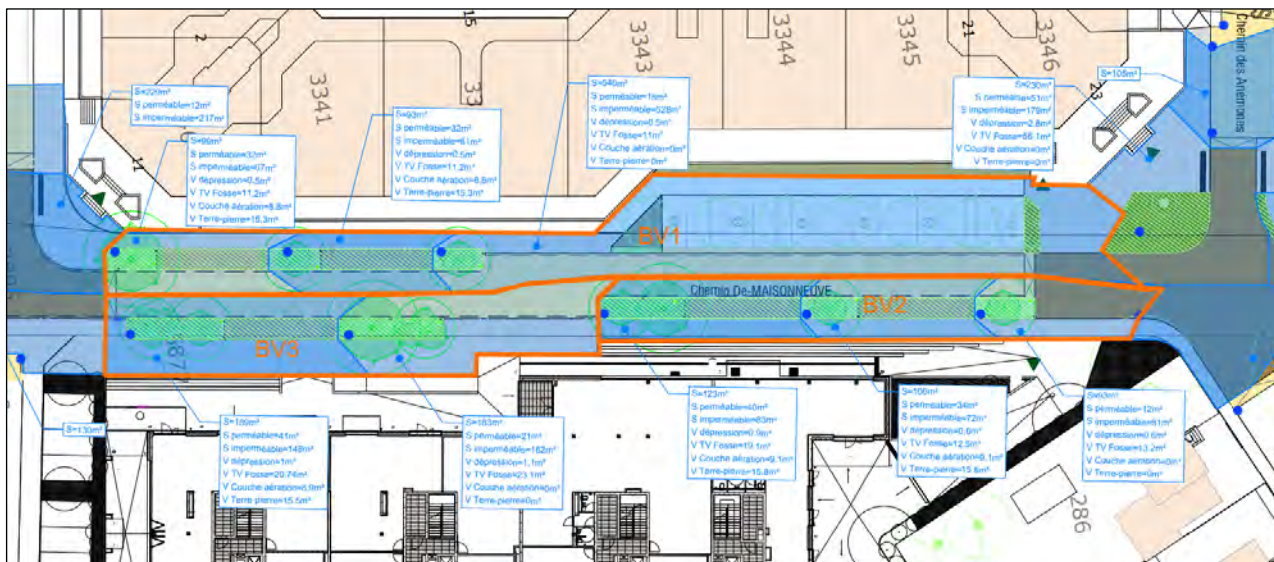 2
15
3341
33
3343
3344
3345
21
3346
23
11
Chemin des Anémones
S=229m²
S perméable=12m²
S imperméable=217m²
S=99m²
S perméable=32m²
S imperméable=67m²
V dépression=0.5m³
V TV Fosse=11.2m³
V Couche aération=8.8m³
V Terre-pierre=15.3m³
S=93m²
S perméable=32m²
S imperméable=61m²
V dépression=0.5m³
V TV Fosse=11.2m³
V Couche aération=8.8m³
V Terre-pierre=15.3m³
S=546m²
S perméable=18m²
S imperméable=528m²
V dépression=0.5m³
V TV Fosse=11m³
V Couche aération=0m³
V Terre-pierre=0m³
S=230m²
S perméable=51m²
S imperméable=179m²
V dépression=2.8m³
V TV Fosse=56.1m³
V Couche aération=0m³
V Terre-pierre=0m³
S=105m²
BV1
Chemin De-MAISONNEUVE
BV2
BV3
S=130m²
S=189m²
S perméable=41m²
S imperméable=148m²
V dépression=1m³
V TV Fosse=20.74m³
V Couche aération=8.9m³
V Terre-pierre=15.5m³
S=183m²
S perméable=21m²
S imperméable=162m²
V dépression=1.1m³
V TV Fosse=23.1m³
V Couche aération=0m³
V Terre-pierre=0m³
S=123m²
S perméable=40m²
S imperméable=83m²
V dépression=0.9m³
V TV Fosse=19.1m³
V Couche aération=9.1m³
V Terre-pierre=15.8m³
S=106m²
S perméable=34m²
S imperméable=72m²
V dépression=0.6m³
V TV Fosse=12.5m³
V Couche aération=9.1m³
V Terre-pierre=15.8m³
S=93m²
S perméable=12m²
S imperméable=81m²
V dépression=0.6m³
V TV Fosse=13.2m³
V Couche aération=0m³
V Terre-pierre=0m³
286